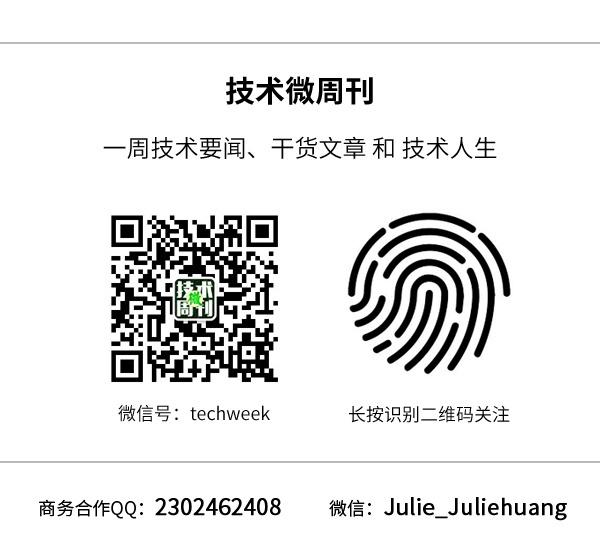 技术微周刊
一周技术要闻、干货文章 和 技术人生
技术
微
周刊
微信号：techweek
长按识别二维码关注
商务合作QQ：2302462408
微信：Julie_Juliehuang